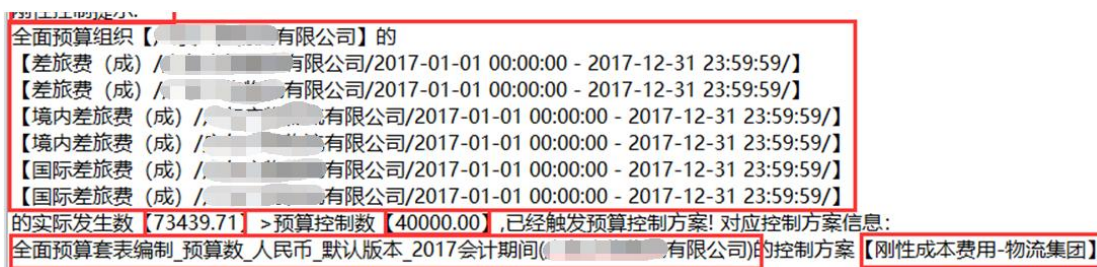 刚性控制提示:
全面预算组织【 有限公司】的
【差旅费（成）/ 有限公司/2017-01-01 00:00:00 - 2017-12-31 23:59:59/】
【差旅费（成）/ 有限公司/2017-01-01 00:00:00 - 2017-12-31 23:59:59/】
【境内差旅费（成）/ 有限公司/2017-01-01 00:00:00 - 2017-12-31 23:59:59/】
【境内差旅费（成）/ 有限公司/2017-01-01 00:00:00 - 2017-12-31 23:59:59/】
【国际差旅费（成）/ 有限公司/2017-01-01 00:00:00 - 2017-12-31 23:59:59/】
【国际差旅费（成）/ 有限公司/2017-01-01 00:00:00 - 2017-12-31 23:59:59/】
的实际发生数【73439.71】>预算控制数【40000.00】,已经触发预算控制方案! 对应控制方案信息:
全面预算套表编制_预算数_人民币_默认版本_2017会计期间( 有限公司)的控制方案【刚性成本费用-物流集团】